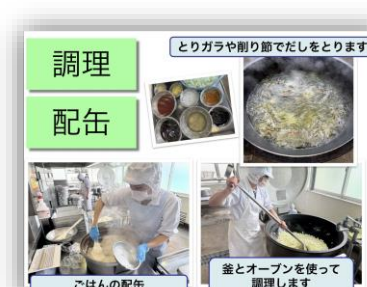 調理
とりガラや削り節でだしをとります
配缶
ごはんの配缶
釜とオーブンを使って
調理します